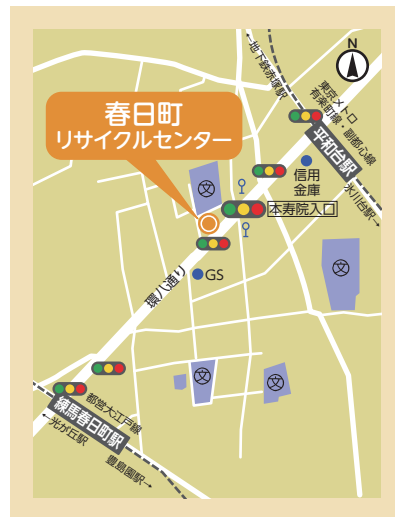 N
←地下鉄赤塚駅
東京メトロ
有楽町線・副都心線
平和台駅
氷川台駅→
春日町
リサイクルセンター
信用
金庫
文
本寿院入口
文
環八通り
GS
文
文
都営大江戸線
練馬春日町駅
←光が丘駅
豊島園駅→